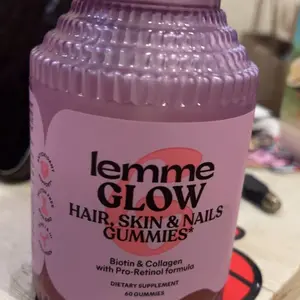 lemme
GLOW
HAIR, SKIN & NAILS
GUMMIES*
Biotin & Collagen
with Pro-Retinol formula
DIETARY SUPPLEMENT
60 GUMMIES